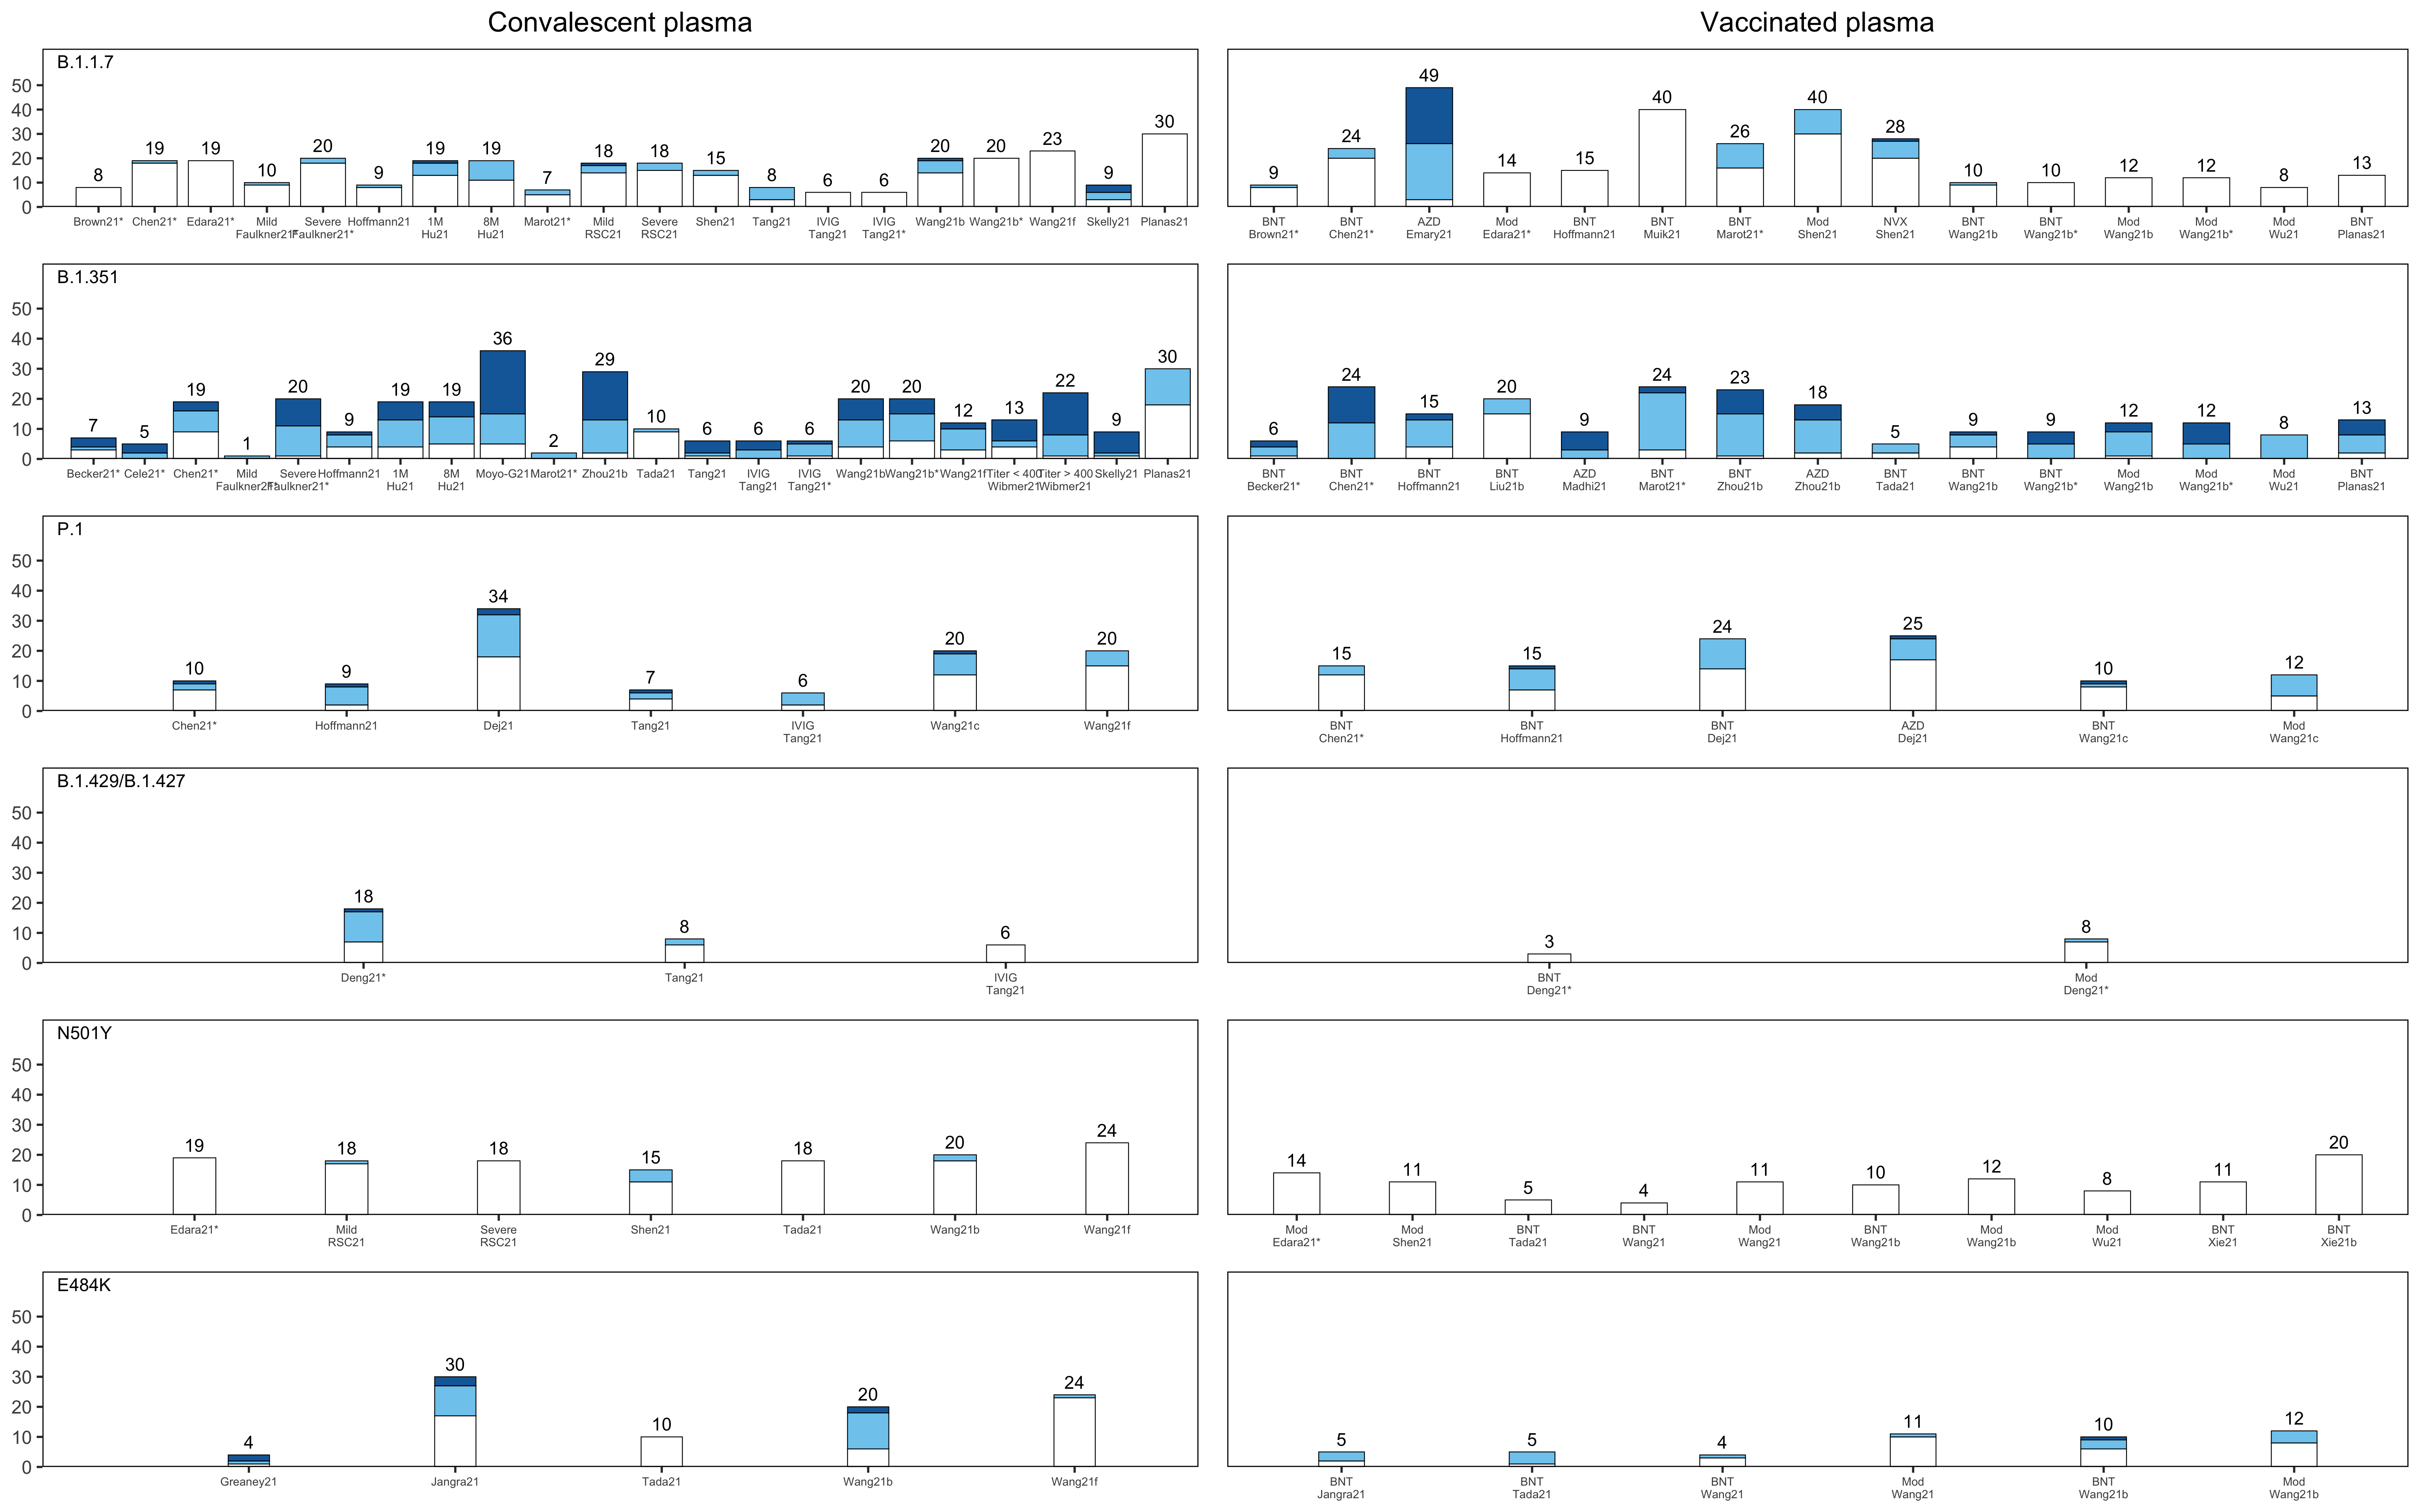 Convalescent plasma
Vaccinated plasma
B.1.1.7
50
40
30
20
10
0
8 19 19 10 20 9 19 19 7 18 18 15 8 6 6 20 20 23 9 30
Brown21* Chen21* Edara21* Mild Severe Hoffmann21 1M 8M Marot21* Mild Severe Shen21 Tang21 IVIG IVIG Wang21b Wang21b* Wang21f Skelly21 Planas21
Faulkner21* Faulkner21* Hu21 Hu21 RSC21 RSC21 Tang21 Tang21*
9 24 49 14 15 40 26 40 28 10 10 12 12 8 13
BNT BNT AZD Mod BNT BNT BNT Mod NVX BNT BNT Mod Mod Mod BNT
Brown21* Chen21* Emary21 Edara21* Hoffmann21 Muik21 Marot21* Shen21 Shen21 Wang21b Wang21b* Wang21b Wang21b* Wu21 Planas21
B.1.351
50
40
30
20
10
0
7 5 19 1 20 9 19 19 36 2 29 10 6 6 6 20 20 12 13 22 9 30
Becker21* Cele21* Chen21* Mild Severe Hoffmann21 1M 8M Moyo-G21 Marot21* Zhou21b Tada21 Tang21 IVIG IVIG Wang21b Wang21b* Wang21f Titer < 400 Titer > 400 Skelly21 Planas21
Faulkner21* Faulkner21* Hu21 Hu21 Tang21 Tang21* Wibmer21 Wibmer21
6 24 15 20 9 24 23 18 5 9 9 12 12 8 13
BNT BNT BNT BNT AZD BNT BNT AZD BNT BNT BNT Mod Mod Mod BNT
Becker21* Chen21* Hoffmann21 Liu21b Madhi21 Marot21* Zhou21b Zhou21b Tada21 Wang21b Wang21b* Wang21b Wang21b* Wu21 Planas21
P.1
50
40
30
20
10
0
10 9 34 7 6 20 20
Chen21* Hoffmann21 Dej21 Tang21 IVIG Wang21c Wang21f
Tang21
15 15 24 25 10 12
BNT BNT BNT AZD BNT Mod
Chen21* Hoffmann21 Dej21 Dej21 Wang21c Wang21c
B.1.429/B.1.427
50
40
30
20
10
0
18 8 6
Deng21* Tang21 IVIG
Tang21
3 8
BNT Mod
Deng21* Deng21*
N501Y
50
40
30
20
10
0
19 18 18 15 18 20 24
Edara21* Mild Severe Shen21 Tada21 Wang21b Wang21f
RSC21 RSC21
14 11 5 4 11 10 12 8 11 20
Mod Mod BNT BNT Mod BNT Mod Mod BNT BNT
Edara21* Shen21 Tada21 Wang21 Wang21 Wang21b Wang21b Wu21 Xie21 Xie21b
E484K
50
40
30
20
10
0
4 30 10 20 24
Greaney21 Jangra21 Tada21 Wang21b Wang21f
5 5 4 11 10 12
BNT BNT BNT Mod BNT Mod
Jangra21 Tada21 Wang21 Wang21 Wang21b Wang21b